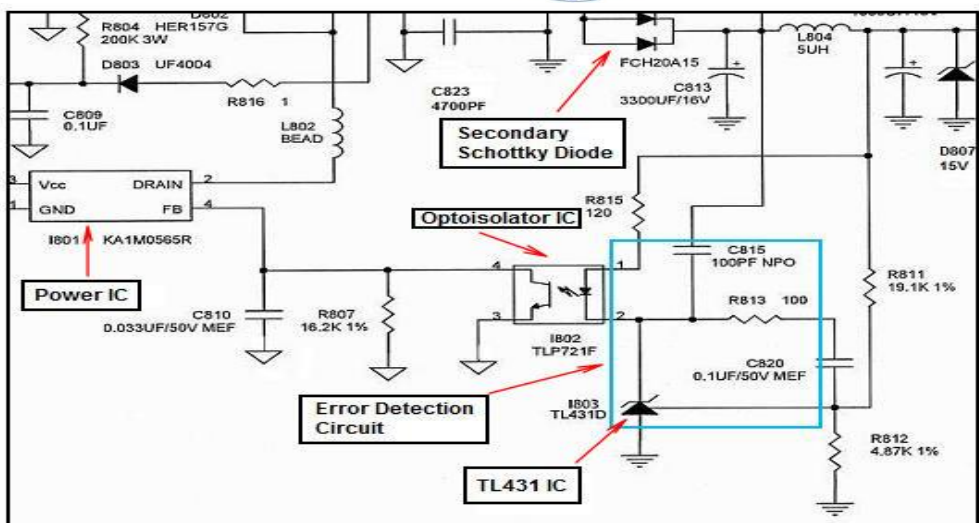 R804
200K 3W
HER157G
D803 UF4004
R816 1
C809
0.1UF
L802
BEAD
C823
4700PF
FCH20A15
C813
3300UF/16V
L804
5UH
D807
15V
Secondary
Schottky Diode
3 Vcc DRAIN 2
1 GND FB 4
I801 KA1M0565R
Power IC
Optoisolator IC
R815
120
C815
100PF NPO
R811
19.1K 1%
R813 100
4 1
3 2
C810
0.033UF/50V MEF
R807
16.2K 1%
I802
TLP721F
C820
0.1UF/50V MEF
Error Detection
Circuit
I803
TL431D
R812
4.87K 1%
TL431 IC